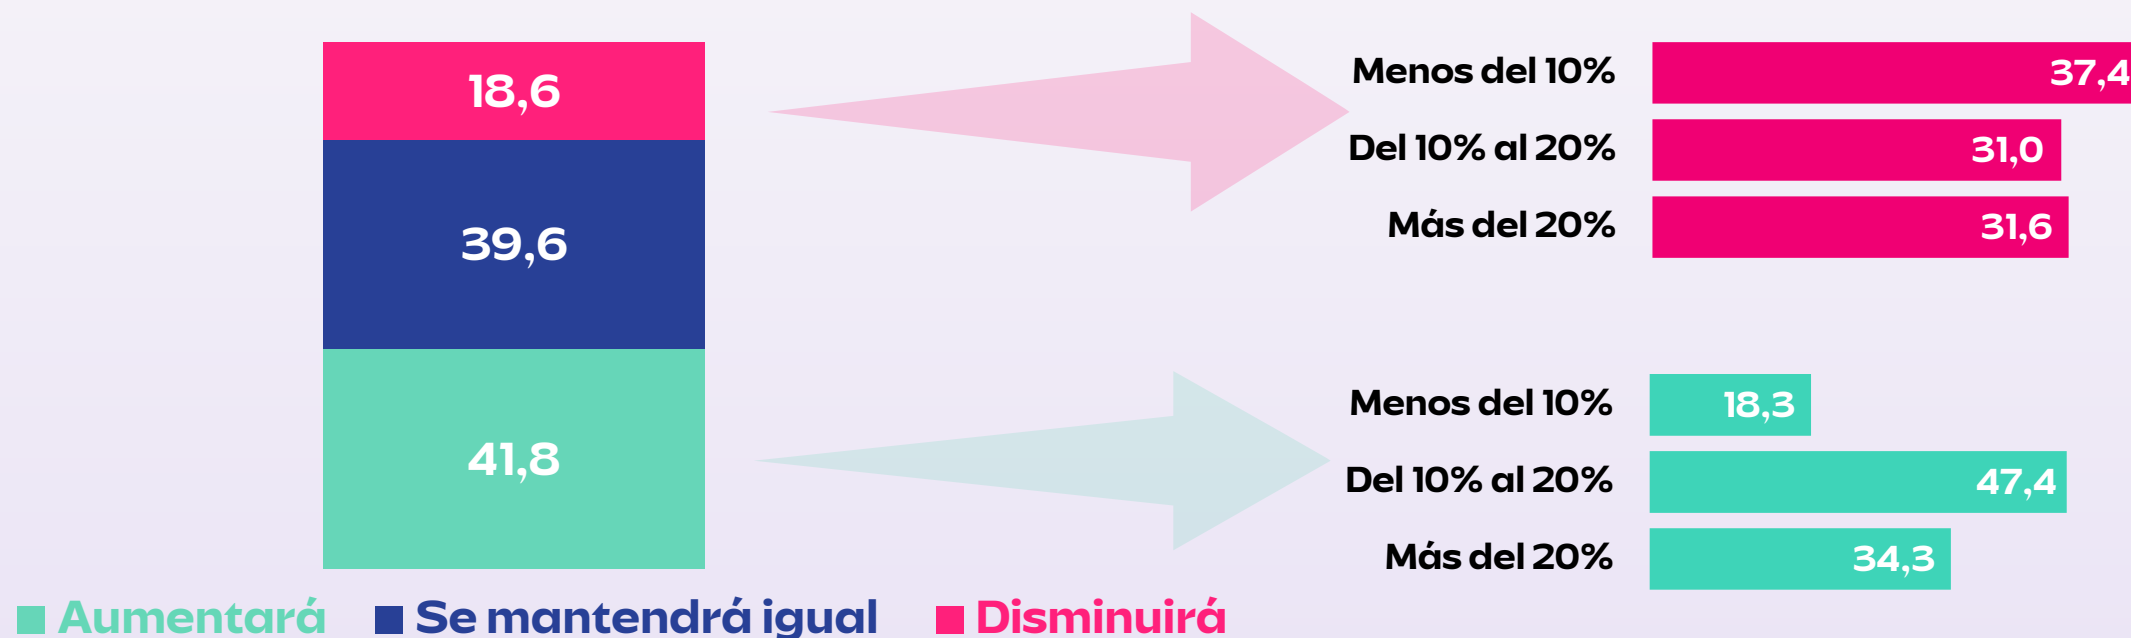 18,6
39,6
41,8
Menos del 10% 37,4
Del 10% al 20% 31,0
Más del 20% 31,6
Menos del 10% 18,3
Del 10% al 20% 47,4
Más del 20% 34,3
Aumentará Se mantendrá igual Disminuirá